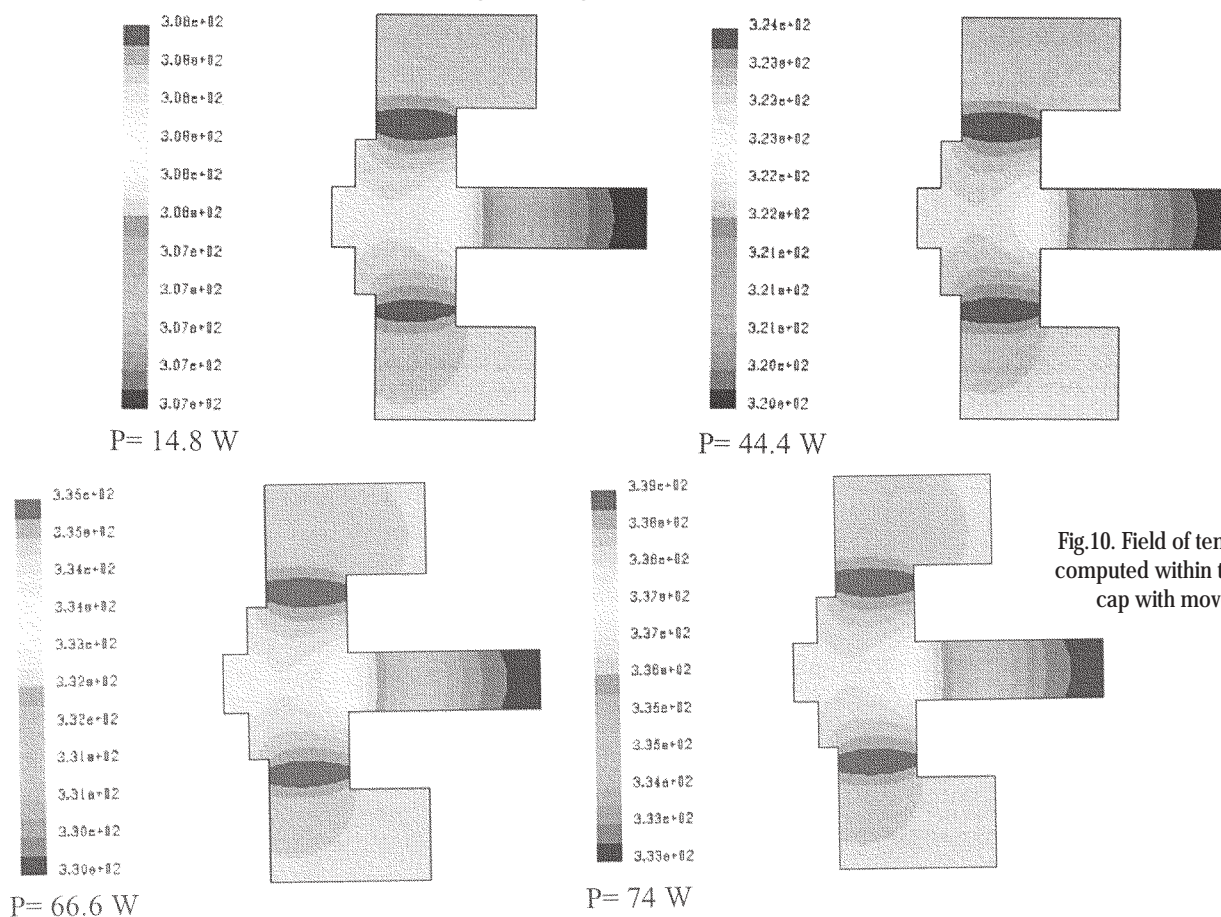 3.08e+02
3.08e+02
3.08e+02
3.08e+02
3.08e+02
3.08e+02
3.07e+02
3.07e+02
3.07e+02
3.07e+02
3.07e+02
P= 14.8 W
3.24e+02
3.23e+02
3.23e+02
3.23e+02
3.22e+02
3.22e+02
3.21e+02
3.21e+02
3.21e+02
3.20e+02
3.20e+02
P= 44.4 W
3.35e+02
3.35e+02
3.34e+02
3.34e+02
3.33e+02
3.32e+02
3.32e+02
3.31e+02
3.31e+02
3.30e+02
3.30e+02
P= 66.6 W
3.39e+02
3.38e+02
3.38e+02
3.37e+02
3.37e+02
3.36e+02
3.35e+02
3.35e+02
3.34e+02
3.33e+02
3.33e+02
P= 74 W
Fig.10. Field of
computed within t
cap with mov